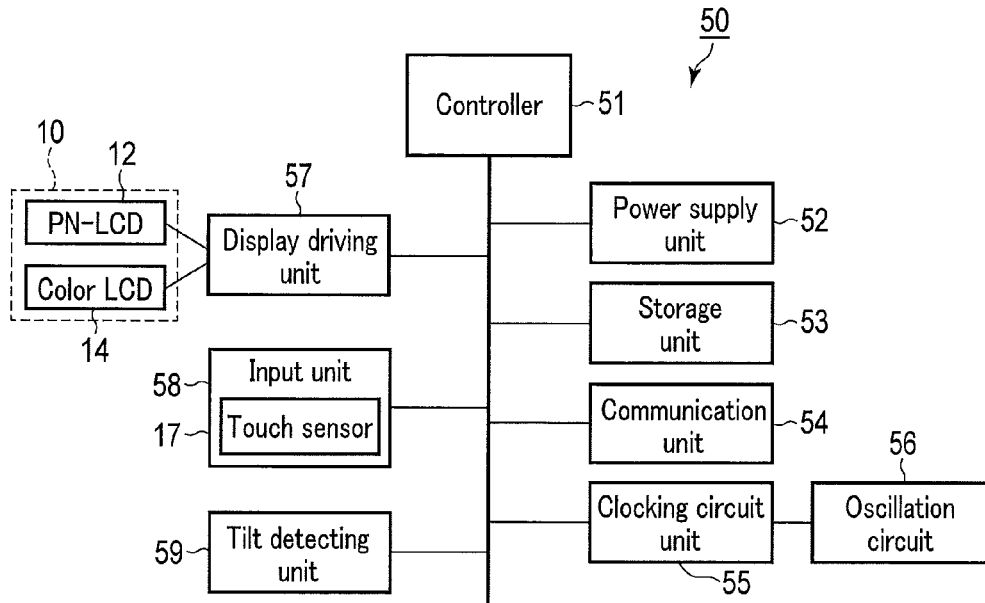 50
Controller
51
10
12
PN-LCD
Color LCD
14
57
Display driving
unit
Power supply
unit
52
Storage
unit
53
58
Input unit
17
Touch sensor
Communication
unit
54
56
Clocking circuit
unit
55
Oscillation
circuit
59
Tilt detecting
unit